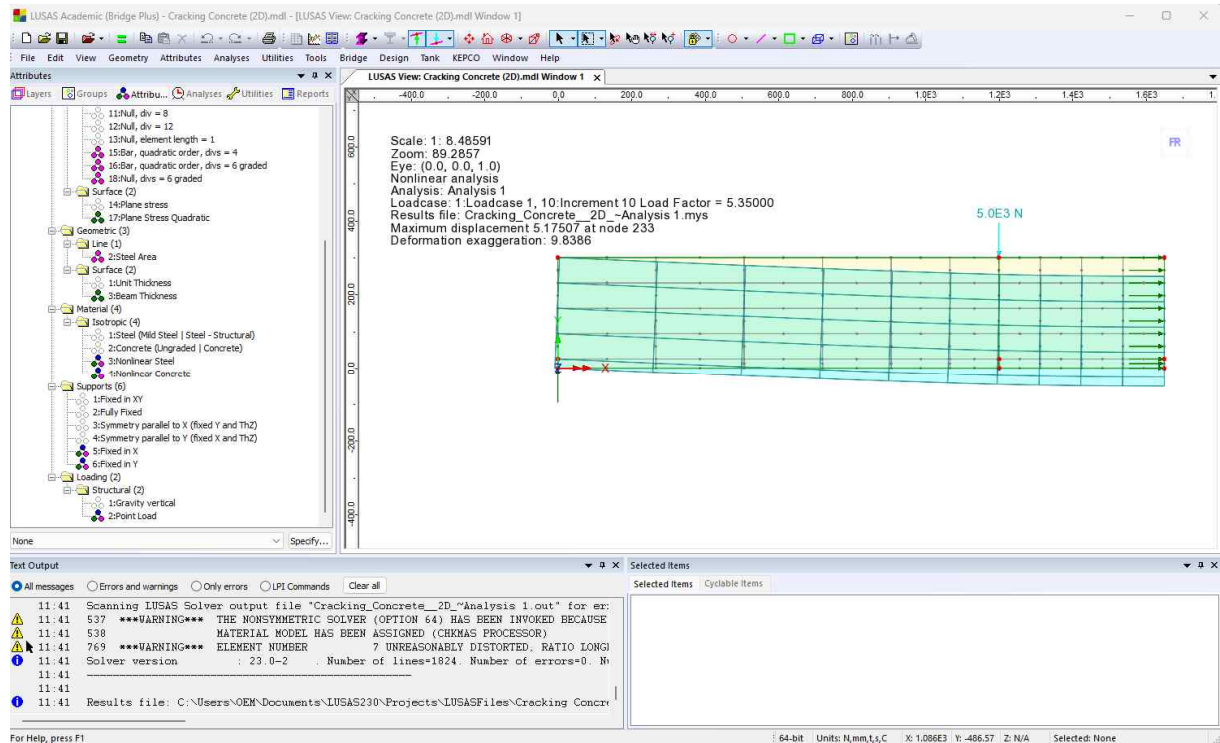 LUSAS Academic (Bridge Plus) - Cracking Concrete (2D).mdl - [LUSAS View: Cracking Concrete (2D).mdl Window 1]
File Edit View Geometry Attributes Analyses Utilities Tools Bridge Design Tank KEPCO Window Help
Attributes
Layers Groups Attribu... Analyses Utilities Reports
11:Null, div = 8
12:Null, div = 12
13:Null, element length = 1
15:Bar, quadratic order, divs = 4
16:Bar, quadratic order, divs = 6 graded
18:Null, divs = 6 graded
Surface (2)
14:Plane stress
17:Plane Stress Quadratic
Geometric (3)
Line (1)
2:Steel Area
Surface (2)
1:Unit Thickness
3:Beam Thickness
Material (4)
Isotropic (4)
1:Steel (Mild Steel | Steel - Structural)
2:Concrete (Ungraded | Concrete)
3:Nonlinear Steel
4:Nonlinear Concrete
Supports (6)
1:Fixed in XY
2:Fully Fixed
3:Symmetry parallel to X (fixed Y and ThZ)
4:Symmetry parallel to Y (fixed X and ThZ)
5:Fixed in X
6:Fixed in Y
Loading (2)
Structural (2)
1:Gravity vertical
2:Point Load
None
Specify...
LUSAS View: Cracking Concrete (2D).mdl Window 1 x
-400.0 -200.0 0.0 200.0 400.0 600.0 800.0 1.0E3 1.2E3 1.4E3 1.6E3 1.
600.0
400.0
200.0
0.0
-200.0
-400.0
Scale: 1: 8.48591
Zoom: 89.2857
Eye: (0.0, 0.0, 1.0)
Nonlinear analysis
Analysis: Analysis 1
Loadcase: 1:Loadcase 1, 10:Increment 10 Load Factor = 5.35000
Results file: Cracking_Concrete__2D_~Analysis 1.mys
Maximum displacement 5.17507 at node 233
Deformation exaggeration: 9.8386
FR
5.0E3 N
Y
X
Text Output
All messages Errors and warnings Only errors LPI Commands Clear all
11:41 Scanning LUSAS Solver output file "Cracking_Concrete__2D_~Analysis 1.out" for er
11:41 537 ***WARNING*** THE NONSYMMETRIC SOLVER (OPTION 64) HAS BEEN INVOKED BECAUSE
11:41 538 MATERIAL MODEL HAS BEEN ASSIGNED (CHKMAS PROCESSOR)
11:41 769 ***WARNING*** ELEMENT NUMBER 7 UNREASONABLY DISTORTED, RATIO LONG
11:41 Solver version : 23.0-2 . Number of lines=1824. Number of errors=0. N
11:41
11:41
11:41 Results file: C:\Users\OEM\Documents\LUSAS230\Projects\LUSASFiles\Cracking Concr
Selected Items
Selected Items Cyclable Items
For Help, press F1
64-bit Units: N,mm,t,s,C X: 1.086E3 Y: -486.57 Z: N/A Selected: None